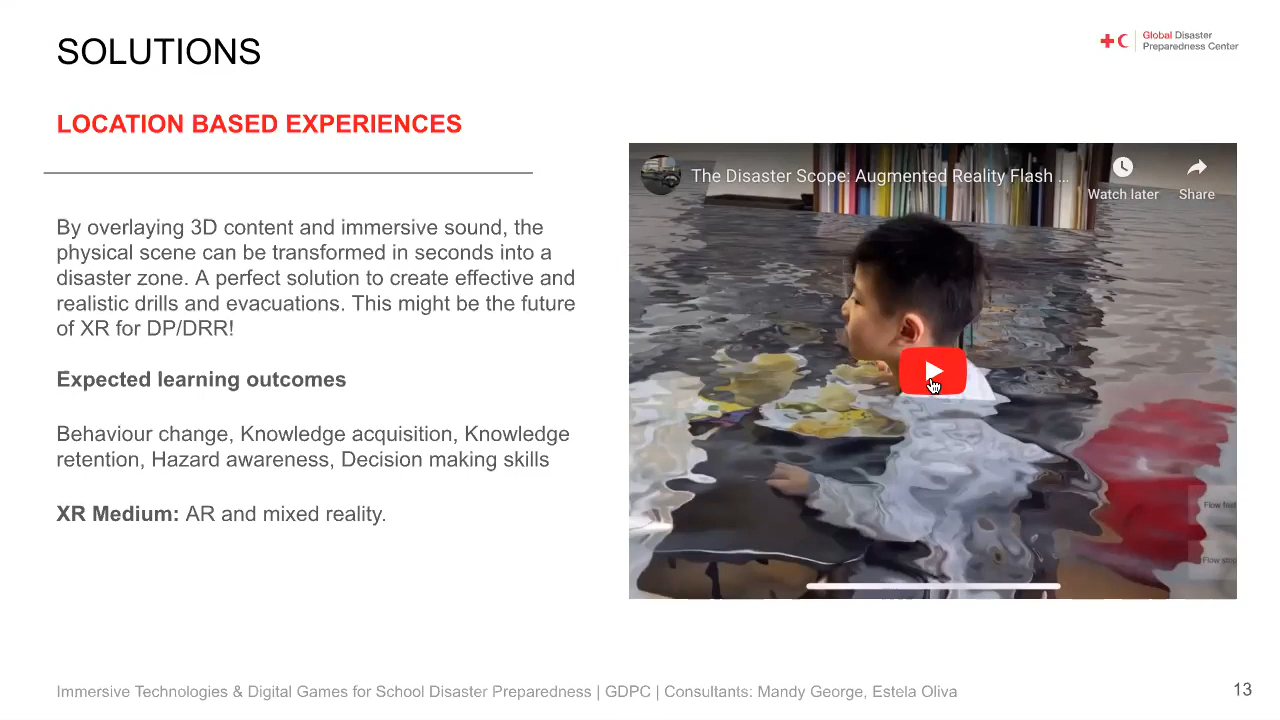 SOLUTIONS
Global Disaster
Preparedness Center
LOCATION BASED EXPERIENCES
By overlaying 3D content and immersive sound, the
physical scene can be transformed in seconds into a
disaster zone. A perfect solution to create effective and
realistic drills and evacuations. This might be the future
of XR for DP/DRR!
Expected learning outcomes
Behaviour change, Knowledge acquisition, Knowledge
retention, Hazard awareness, Decision making skills
XR Medium: AR and mixed reality.
The Disaster Scope: Augmented Reality Flash ...
Watch later
Share
Flow
Flow
Immersive Technologies & Digital Games for School Disaster Preparedness | GDPC | Consultants: Mandy George, Estela Oliva
13